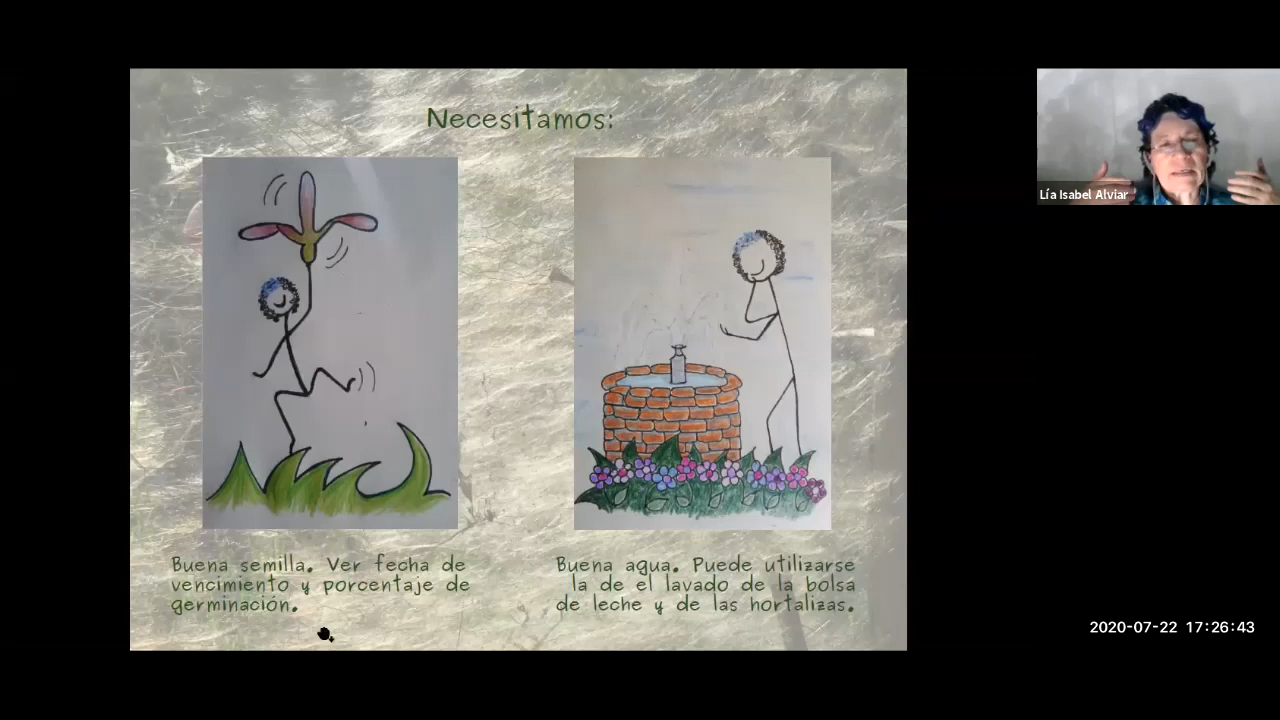 Necesitamos:
Lía Isabel Alviar
Buena semilla. Ver fecha de
vencimiento y porcentaje de
germinación.
Buena agua. Puede utilizarse
la de el lavado de la bolsa
de leche y de las hortalizas.
2020-07-22 17:26:43